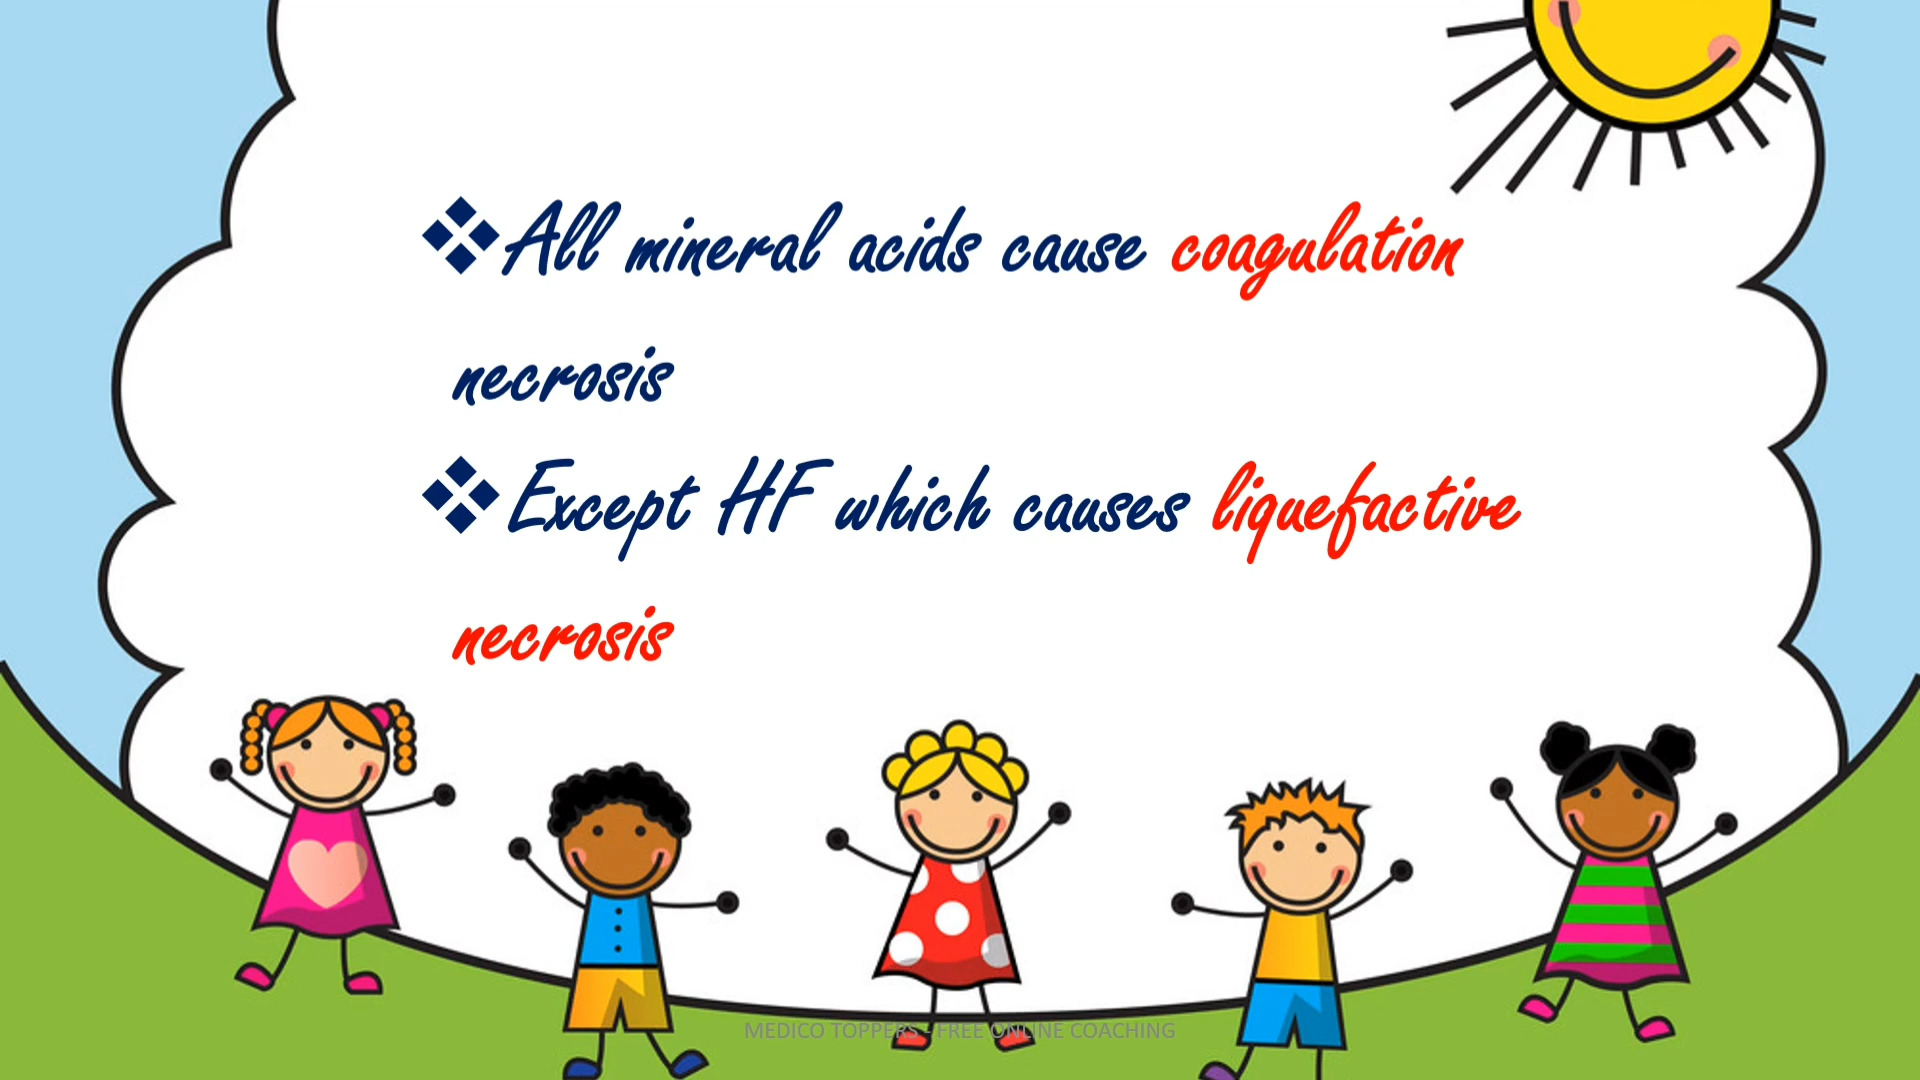 ❖All mineral acids cause coagulation
necrosis
❖Except HF which causes liquefactive
necrosis
MEDICO TOPPERS - FREE ONLINE COACHING